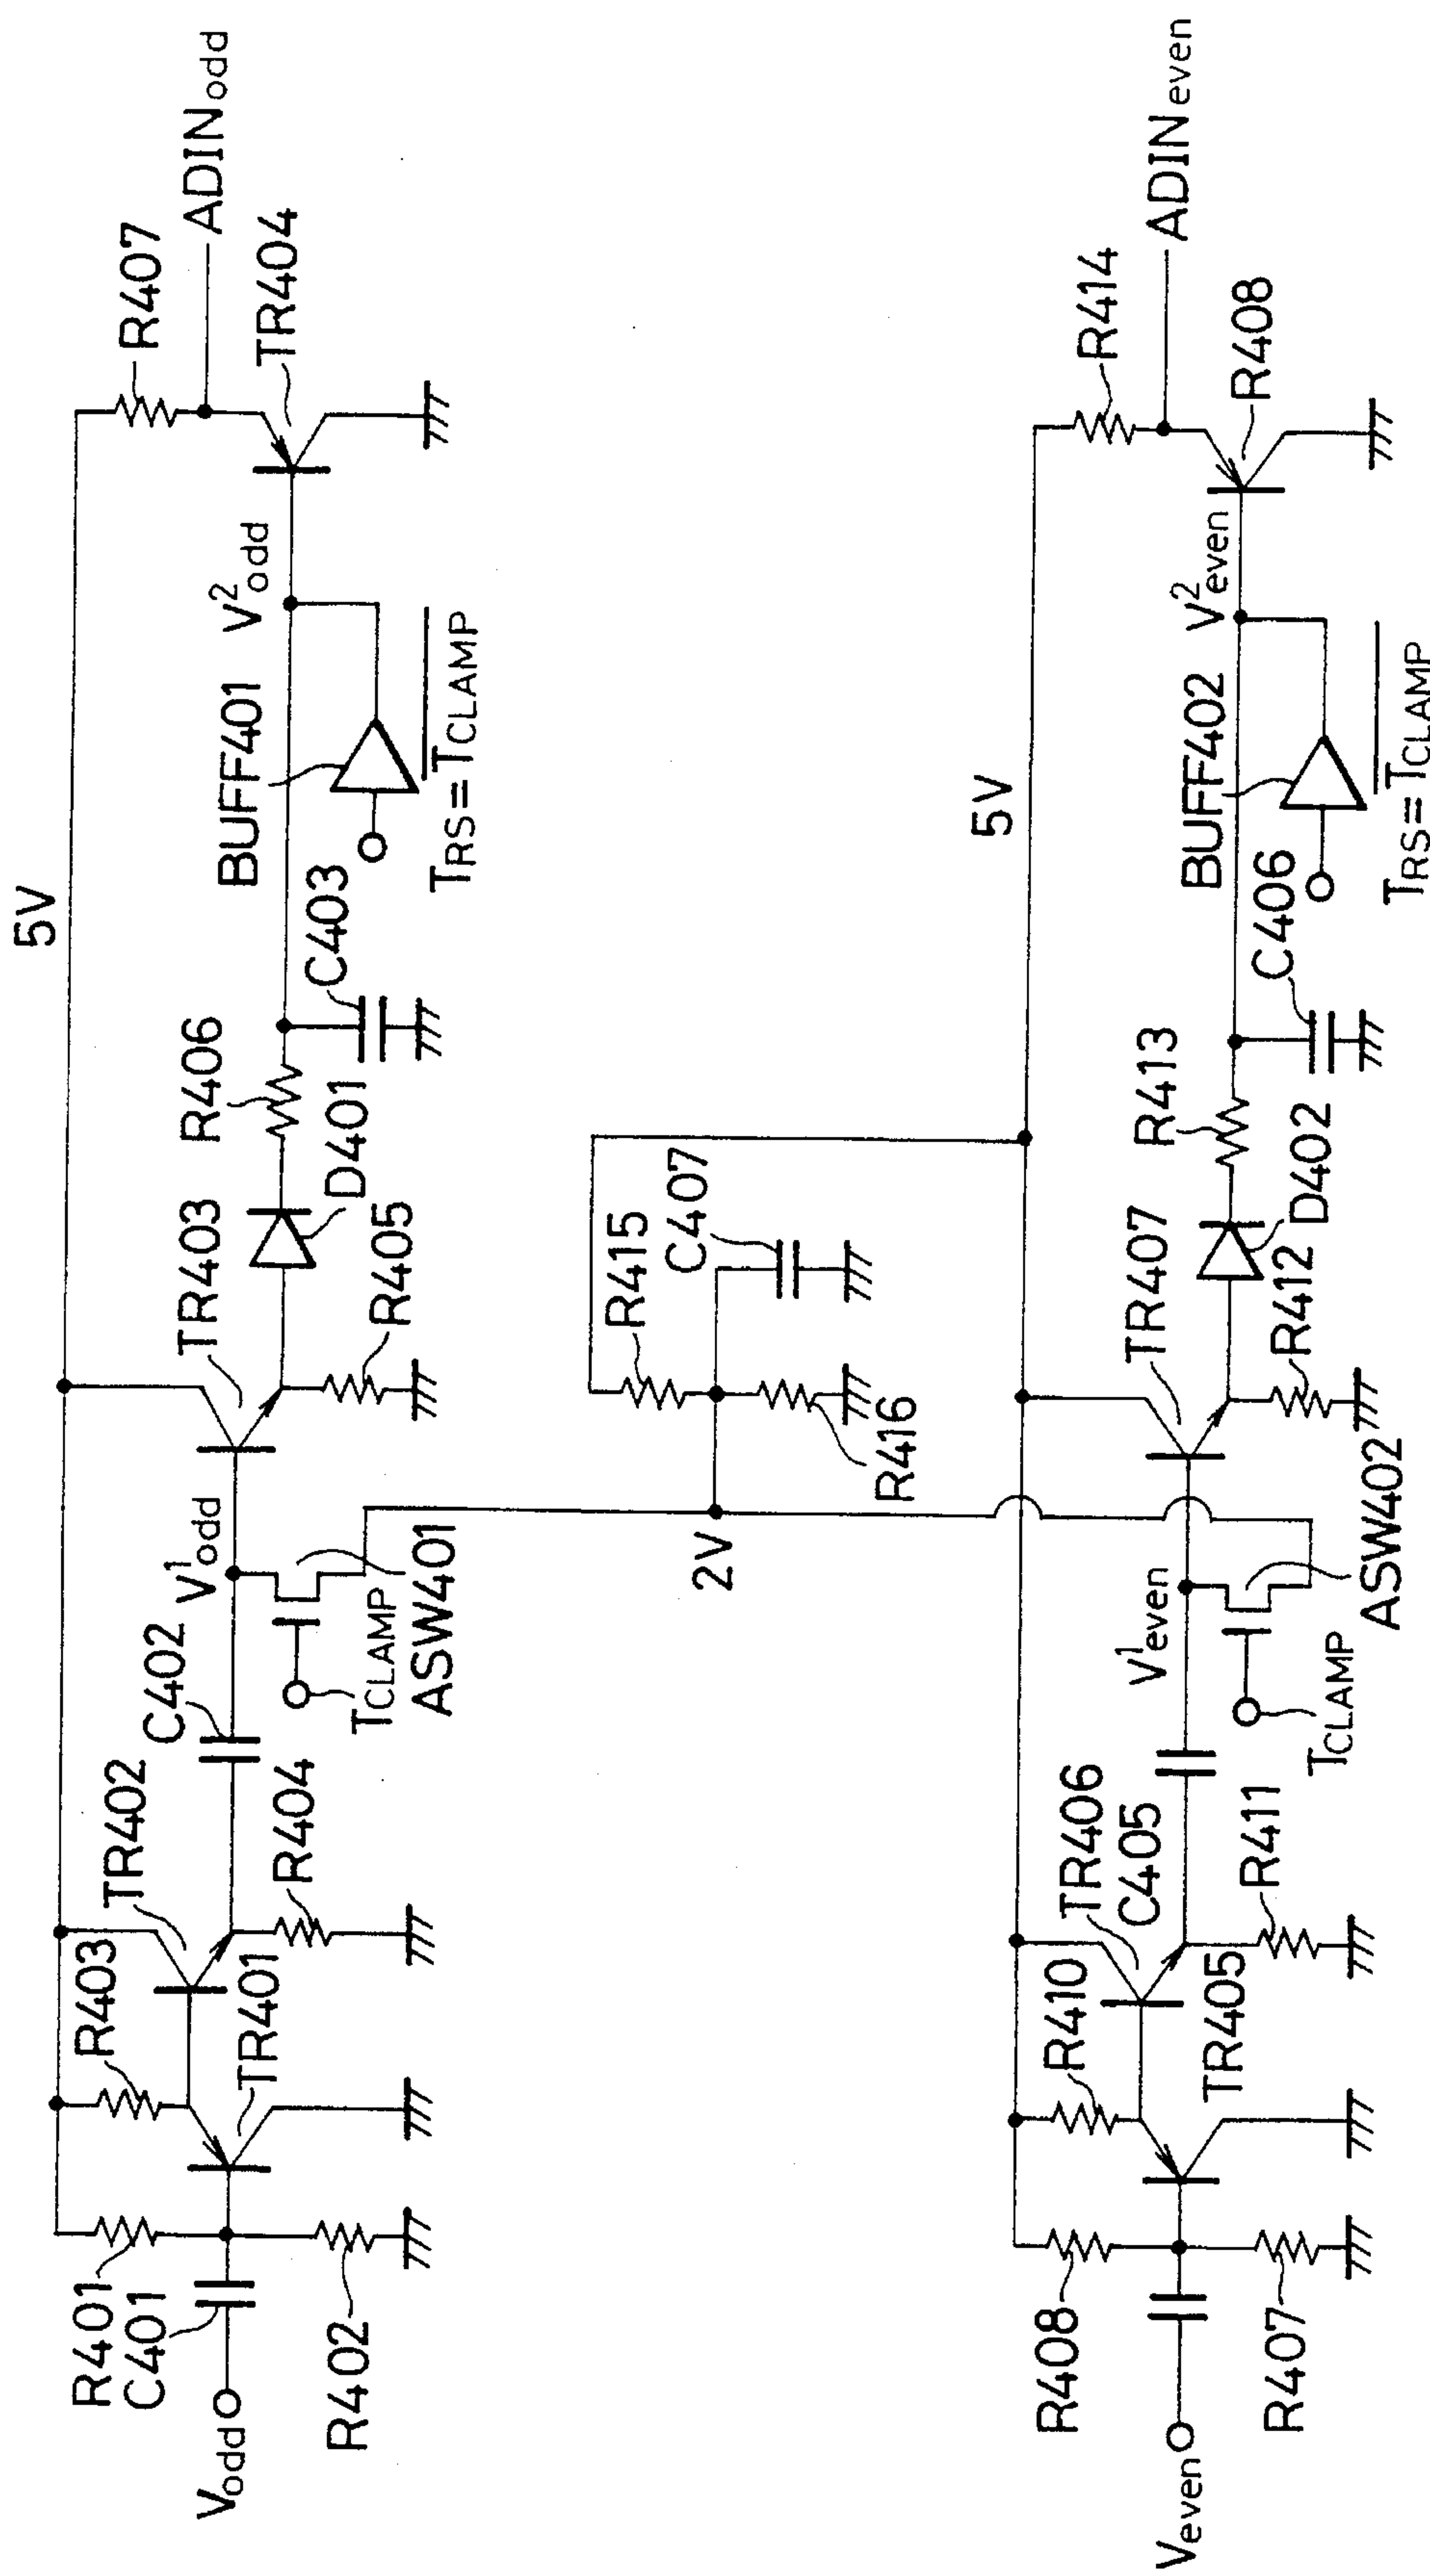 5V
R407
ADINodd
TR404
V²odd
BUFF401
TRS=T̅C̅L̅A̅M̅P̅
C403
R406
D401
TR403
R405
V¹odd
C402
TCLAMP
ASW401
TR402
R404
R403
TR401
R401
C401
R402
Vodd
R415
C407
R416
2V
5V
R414
ADINeven
R408
V²even
BUFF402
TRS=T̅C̅L̅A̅M̅P̅
C406
R413
D402
TR407
R412
V¹even
ASW402
TCLAMP
TR406
C405
R411
R410
TR405
R408
R407
Veven